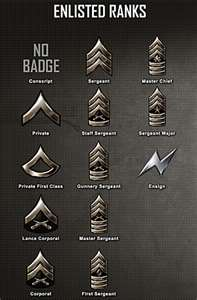 ENLISTED RANKS
NO
BADGE
Conscript
Sergeant
Master Chief
Private
Staff Sergeant
Sergeant Major
Private First Class
Gunnery Sergeant
Ensign
Lance Corporal
Master Sergeant
Corporal
First Sergeant